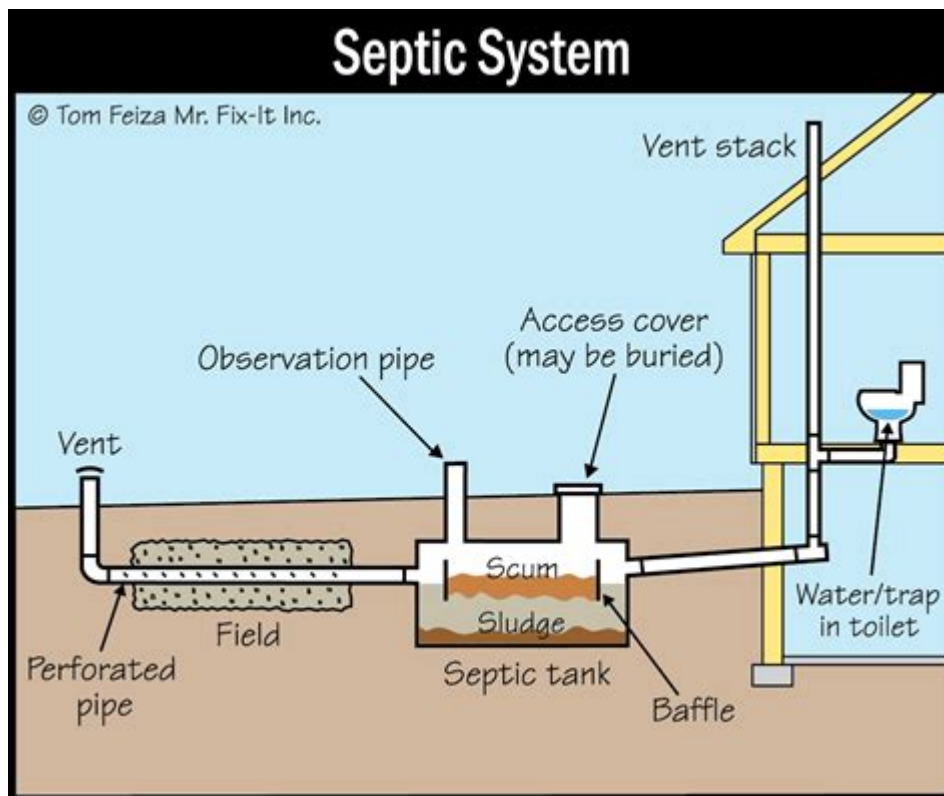 Septic System
© Tom Feiza Mr. Fix-It Inc.
Vent stack
Access cover
(may be buried)
Observation pipe
Vent
Scum
Sludge
Field
Water/trap
in toilet
Perforated
pipe
Septic tank
Baffle